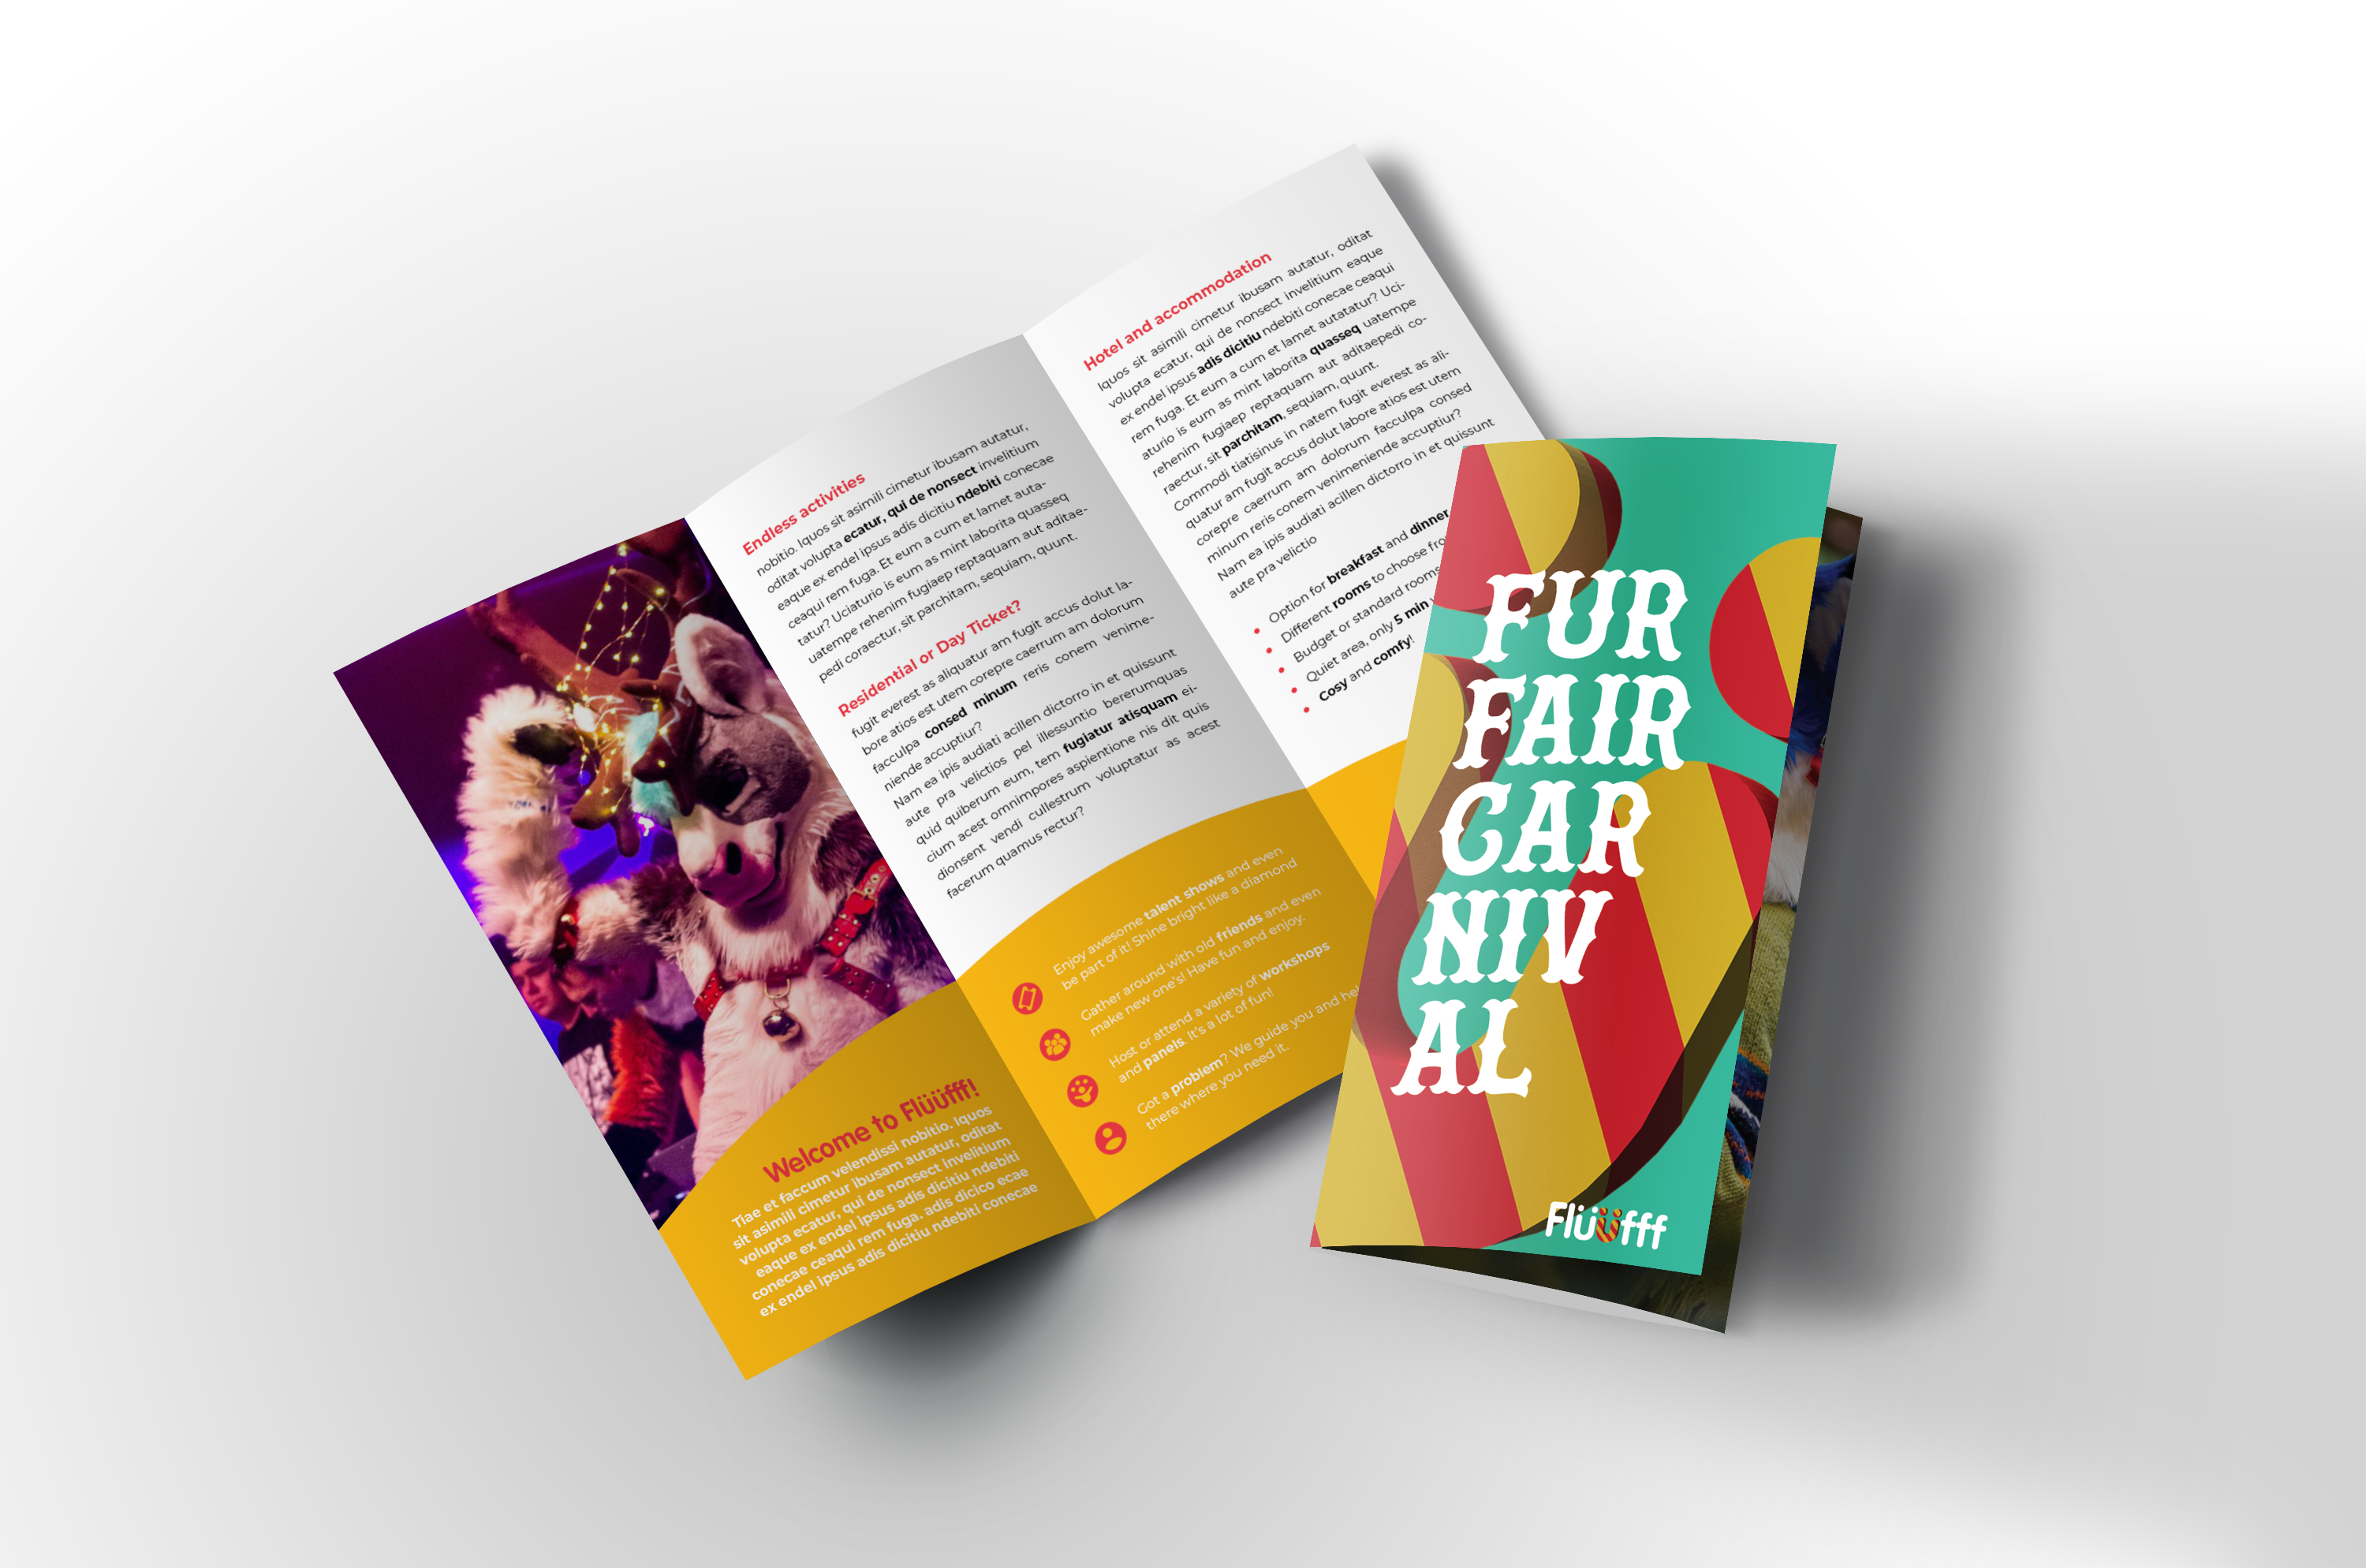 Welcome to Flüüfff!
Tiae et faccum velendissi nobitio. Iquos
sit asimili cimetur ibusam autatur, oditat
volupta ecatur, qui de nonsect invelitium
eaque ex endel ipsus adis dicitiu ndebiti
conecae ceaqui rem fuga. adis dicico ecae
ex endel ipsus adis dicitiu ndebiti conecae
Endless activities
nobitio. Iquos sit asimili cimetur ibusam autatur,
oditat volupta ecatur, qui de nonsect invelitium
eaque ex endel ipsus adis dicitiu ndebiti conecae
ceaqui rem fuga. Et eum a cum et lamet auta-
tatur? Uciaturio is eum as mint laborita quasseq
uatempe rehenim fugiaep reptaquam aut aditae-
pedi coraectur, sit parchitam, sequiam, quunt.
Residential or Day Ticket?
fugit everest as aliquatur am fugit accus dolut la-
bore atios est utem corepre caerrum am dolorum
facculpa consed minum reris conem venime-
niende accuptiur?
Nam ea ipis audiati acillen dictorro in et quissunt
aute pra velictios pel illessuntio bererumquas
quid quiberum eum, tem fugiatur atisquam ei-
cium acest omnimpores aspientione nis dit quis
dionsent vendi cullestrum voluptatur as acest
facerum quamus rectur?
Enjoy awesome talent shows and even
be part of it! Shine bright like a diamond
Gather around with old friends and even
make new one's! Have fun and enjoy.
Host or attend a variety of workshops
and panels. It's a lot of fun!
Got a problem? We guide you and hel
there where you need it.
Hotel and accommodation
Iquos sit asimili cimetur ibusam autatur, oditat
volupta ecatur, qui de nonsect invelitium eaque
ex endel ipsus adis dicitiu ndebiti conecae ceaqui
rem fuga. Et eum a cum et lamet autatatur? Uci-
aturio is eum as mint laborita quasseq uatempe
rehenim fugiaep reptaquam aut aditaepedi co-
raectur, sit parchitam, sequiam, quunt.
Commodi tiatisinus in natem fugit everest as ali-
quatur am fugit accus dolut labore atios est utem
corepre caerrum am dolorum facculpa consed
minum reris conem venimeniende accuptiur?
Nam ea ipis audiati acillen dictorro in et quissunt
aute pra velictio
Option for breakfast and dinner
Different rooms to choose fro
Budget or standard rooms
Quiet area, only 5 min
Cosy and comfy!
FUR
FAIR
CAR
NIV
AL
Flüüfff